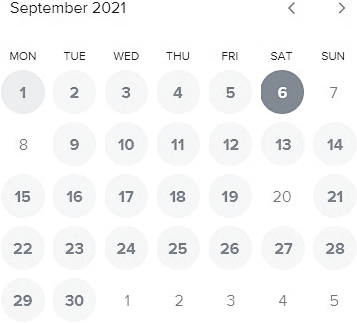 September 2021
MON TUE WED THU FRI SAT SUN
1 2 3 4 5 6 7
8 9 10 11 12 13 14
15 16 17 18 19 20 21
22 23 24 25 26 27 28
29 30 1 2 3 4 5